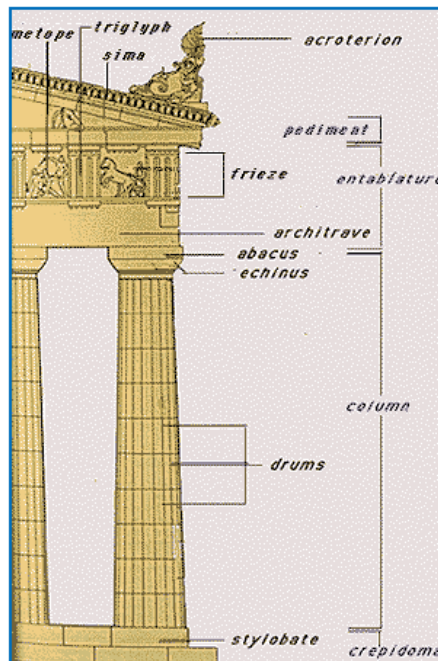 metope
triglyph
sima
acroterion
pediment
frieze
entablature
architrave
abacus
echinus
column
drums
stylobate
crepidoma